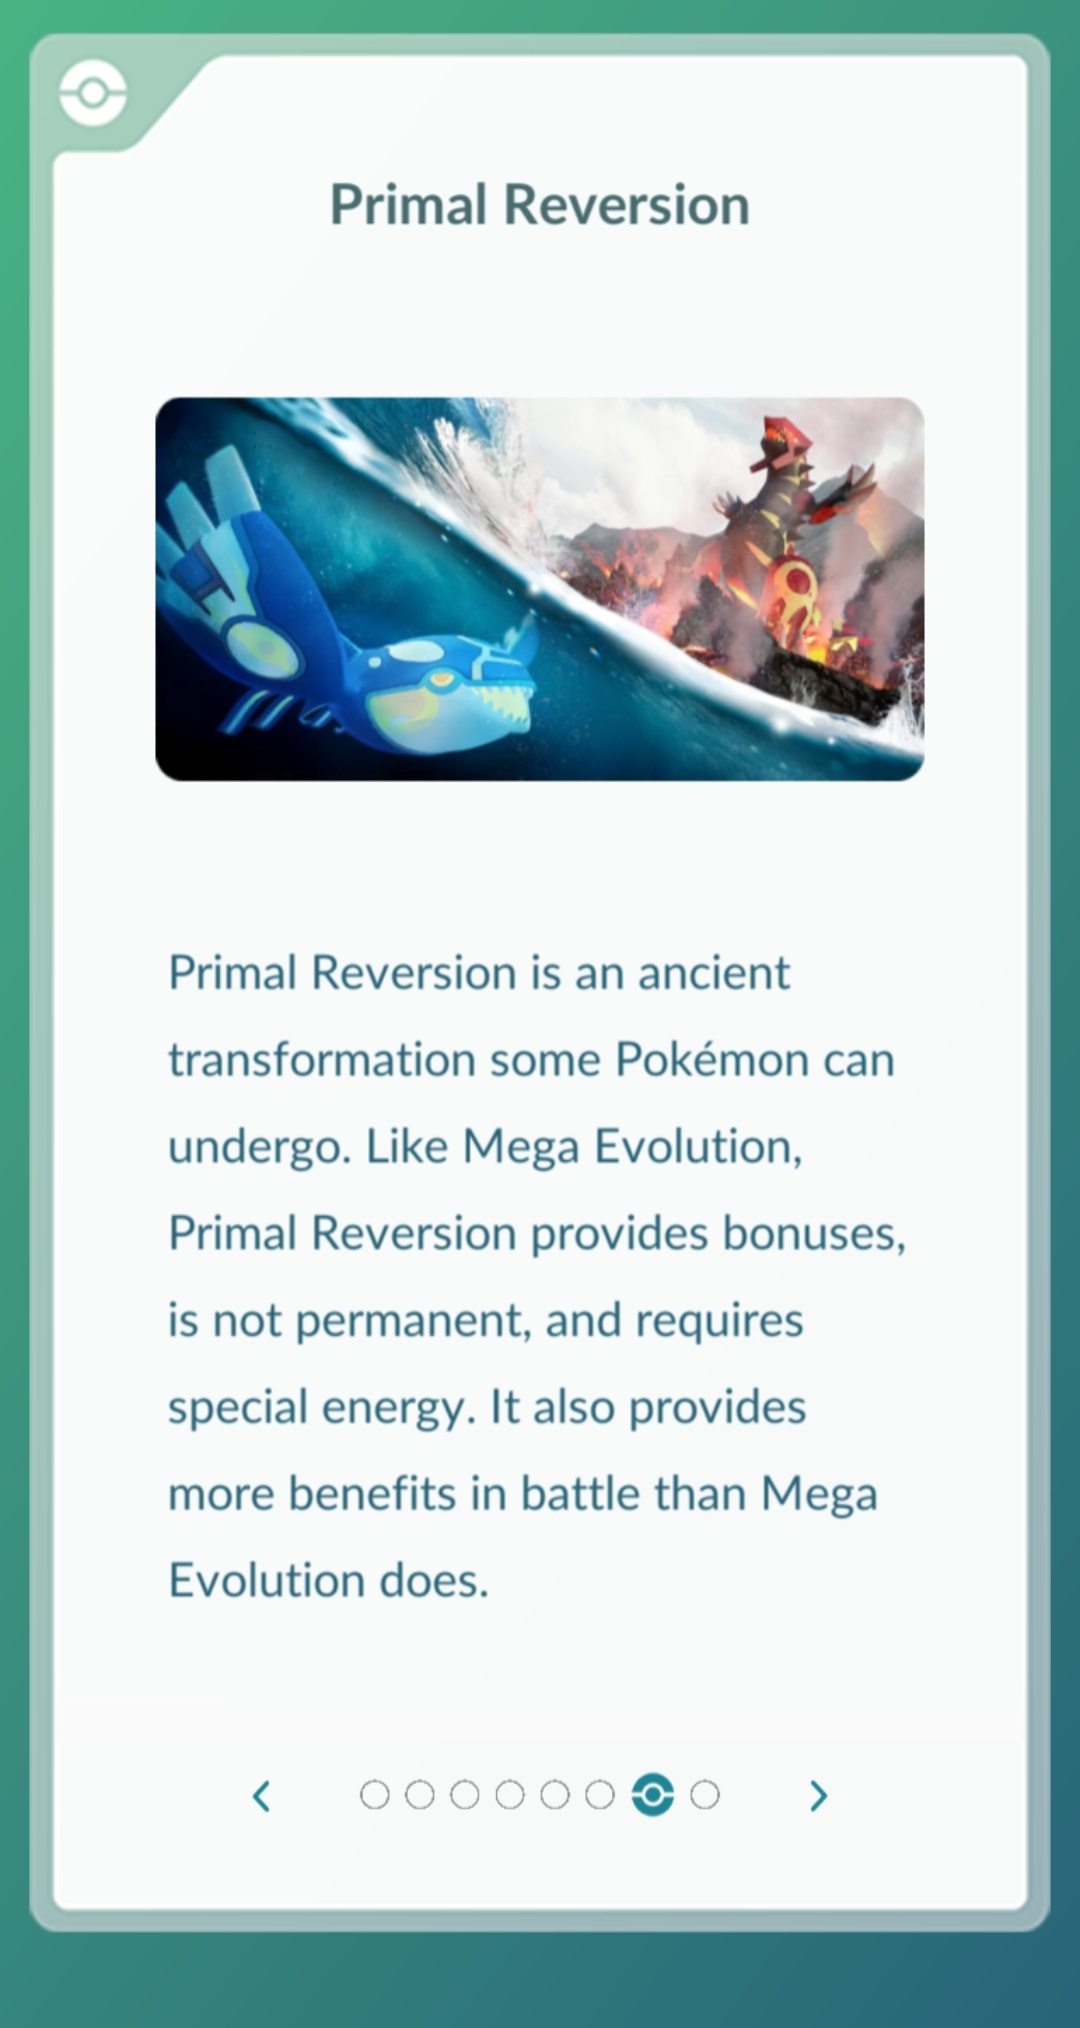 Primal Reversion
Primal Reversion is an ancient
transformation some Pokémon can
undergo. Like Mega Evolution,
Primal Reversion provides bonuses,
is not permanent, and requires
special energy. It also provides
more benefits in battle than Mega
Evolution does.